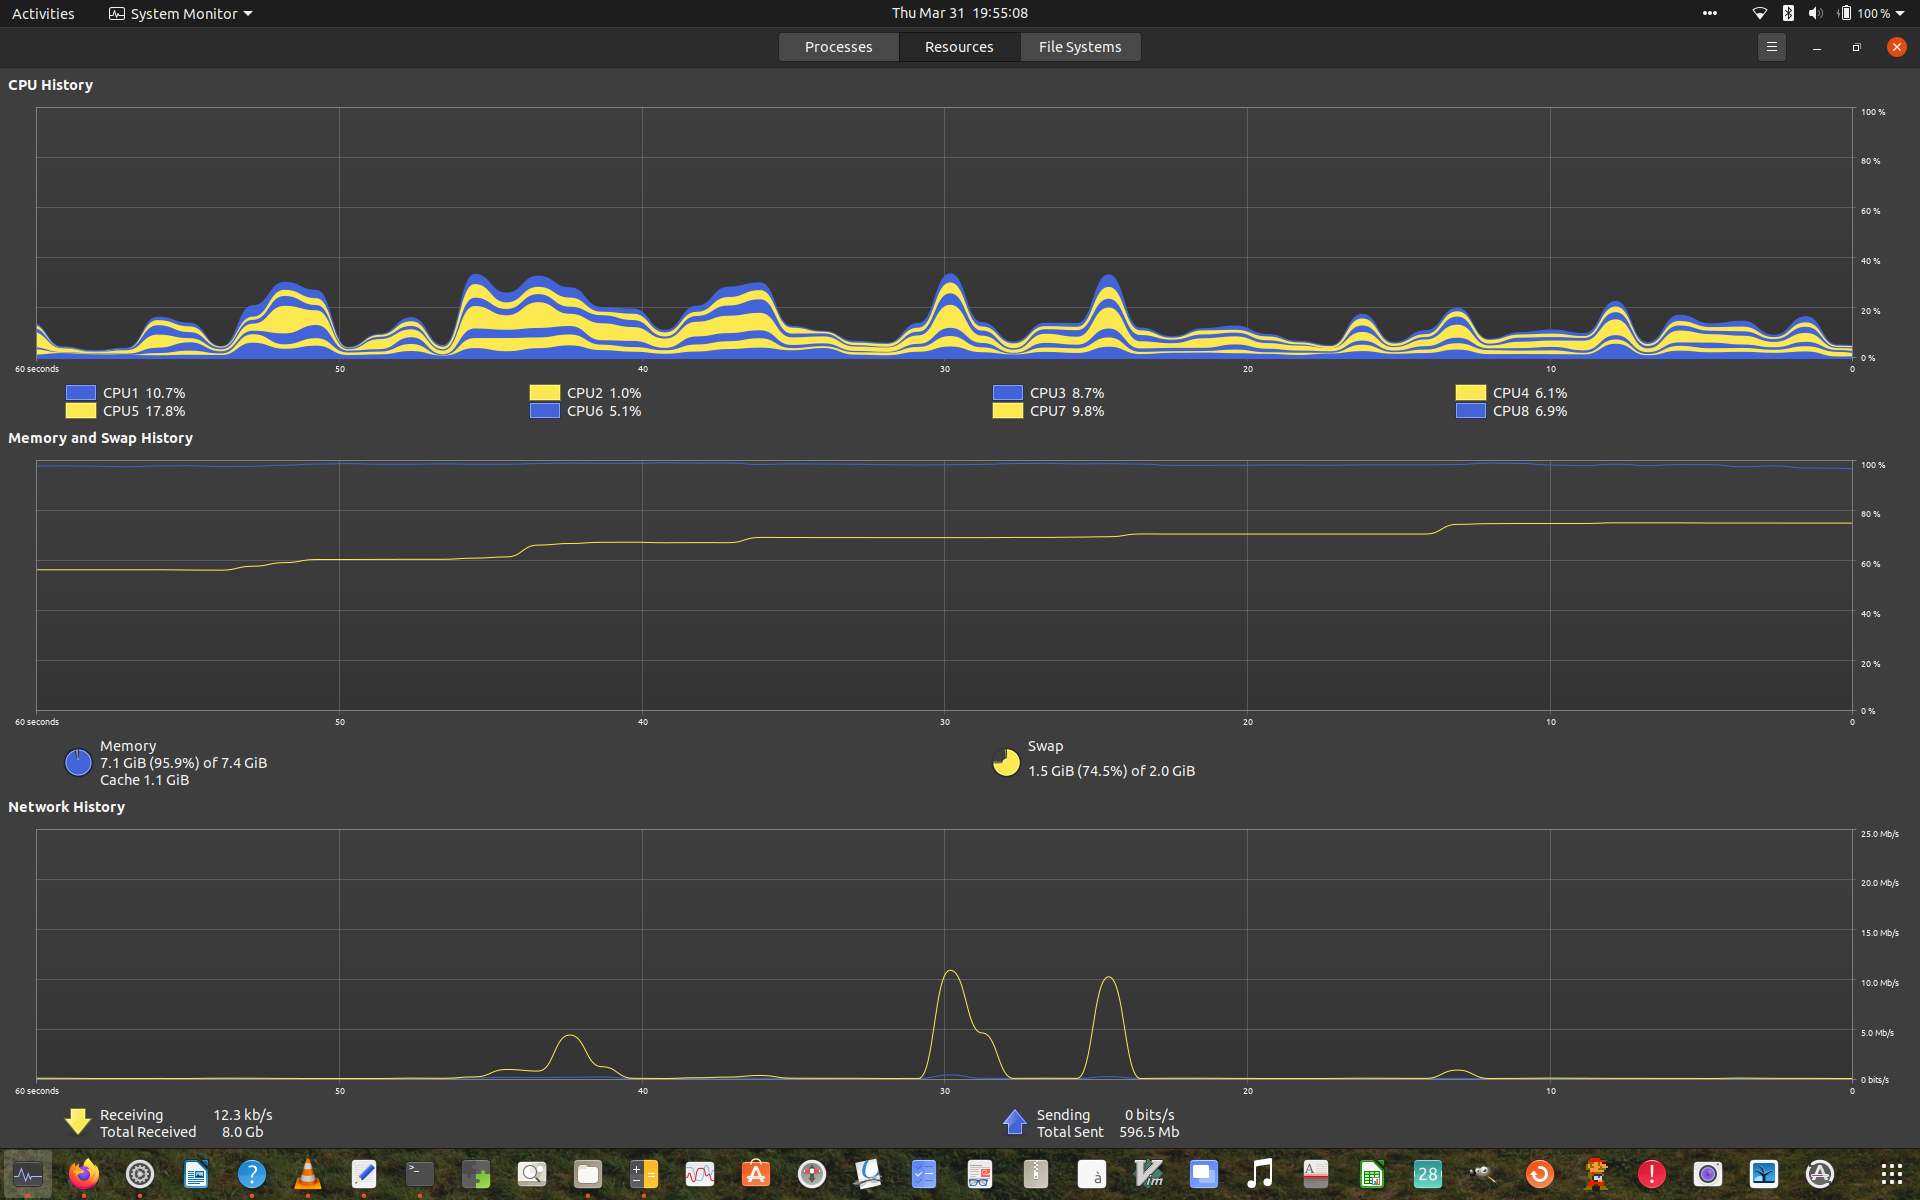 Activities System Monitor Thu Mar 31 19:55:08 100 %
Processes Resources File Systems
CPU History
100 %
80 %
60 %
40 %
20 %
0 %
60 seconds 50 40 30 20 10 0
CPU1 10.7% CPU2 1.0% CPU3 8.7% CPU4 6.1%
CPU5 17.8% CPU6 5.1% CPU7 9.8% CPU8 6.9%
Memory and Swap History
100 %
80 %
60 %
40 %
20 %
0 %
60 seconds 50 40 30 20 10 0
Memory
7.1 GiB (95.9%) of 7.4 GiB
Cache 1.1 GiB
Swap
1.5 GiB (74.5%) of 2.0 GiB
Network History
25.0 Mb/s
20.0 Mb/s
15.0 Mb/s
10.0 Mb/s
5.0 Mb/s
0 bits/s
60 seconds 50 40 30 20 10 0
Receiving 12.3 kb/s
Total Received 8.0 Gb
Sending 0 bits/s
Total Sent 596.5 Mb
? >_ A à Vim A 28 !